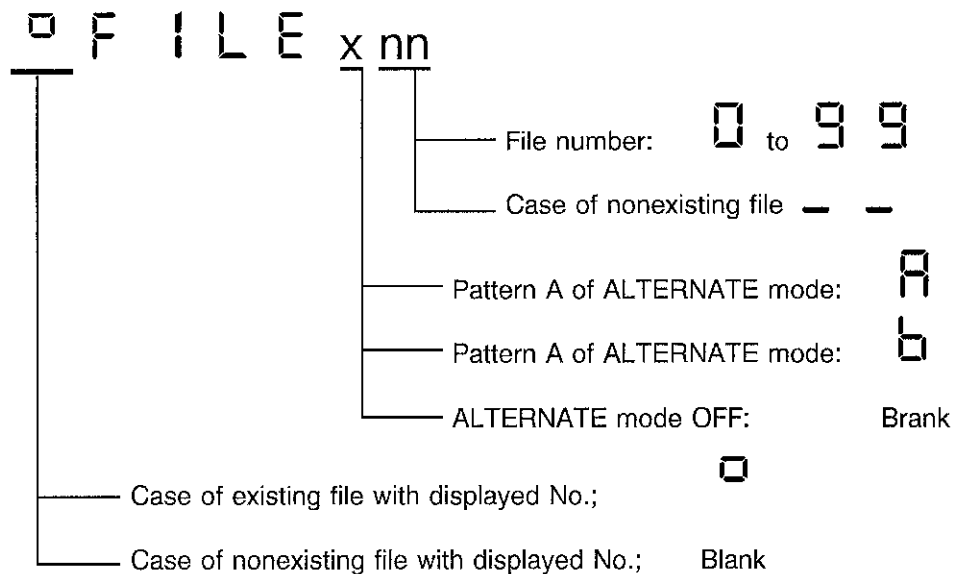 o FILE x nn
File number: 0 to 99
Case of nonexisting file - -
Pattern A of ALTERNATE mode: A
Pattern A of ALTERNATE mode: b
ALTERNATE mode OFF: Brank
Case of existing file with displayed No.; o
Case of nonexisting file with displayed No.; Blank